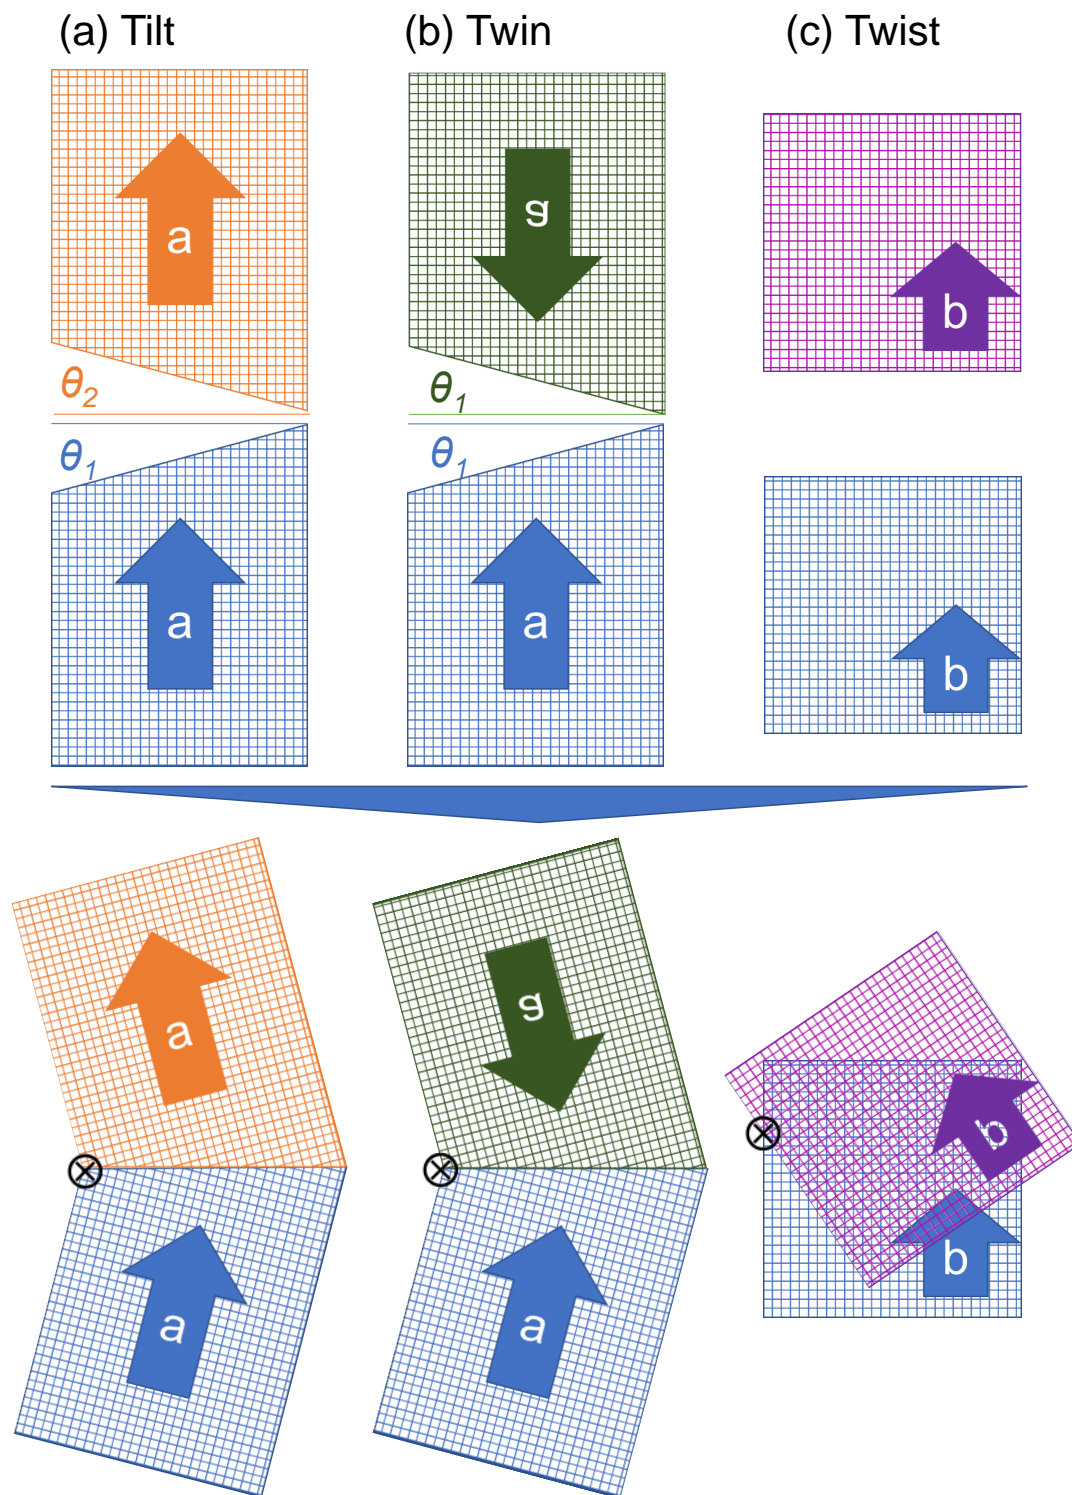 (a) Tilt (b) Twin (c) Twist
a a
b
θ2 θ1
θ1 θ1
a a b
a a
b
a a b